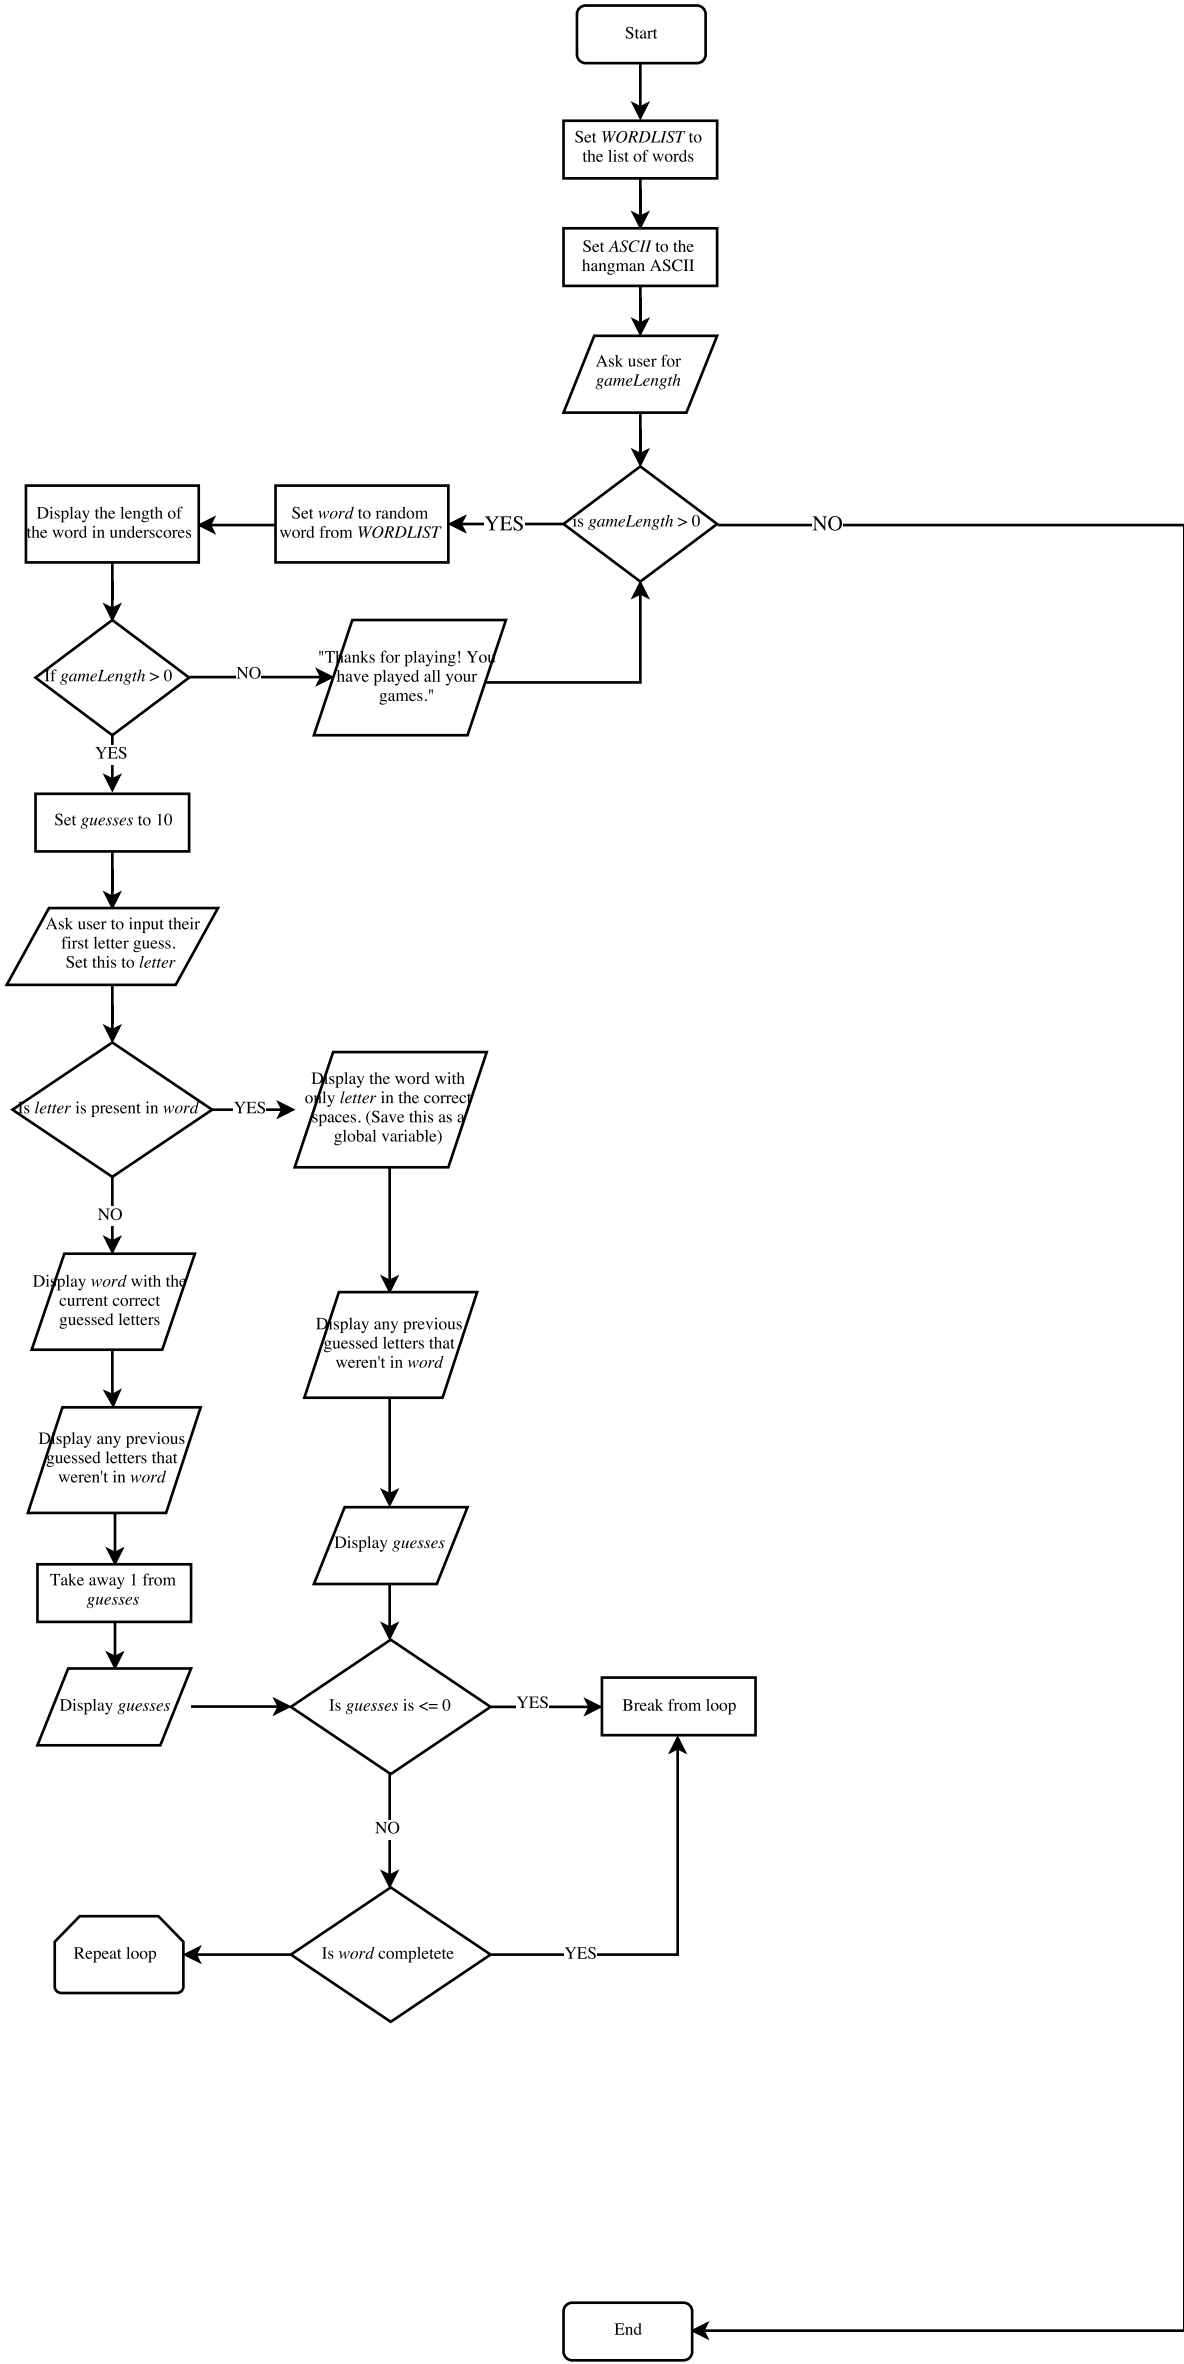 Start
Set WORDLIST to
the list of words
Set ASCII to the
hangman ASCII
Ask user for
gameLength
is gameLength > 0
YES
NO
Set word to random
word from WORDLIST
Display the length of
the word in underscores
If gameLength > 0
NO
"Thanks for playing! You
have played all your
games."
YES
Set guesses to 10
Ask user to input their
first letter guess.
Set this to letter
Is letter is present in word
YES
Display the word with
only letter in the correct
spaces. (Save this as a
global variable)
NO
Display word with the
current correct
guessed letters
Display any previous
guessed letters that
weren't in word
Display any previous
guessed letters that
weren't in word
Take away 1 from
guesses
Display guesses
Display guesses
Is guesses is <= 0
YES
Break from loop
NO
Is word completete
YES
Repeat loop
End